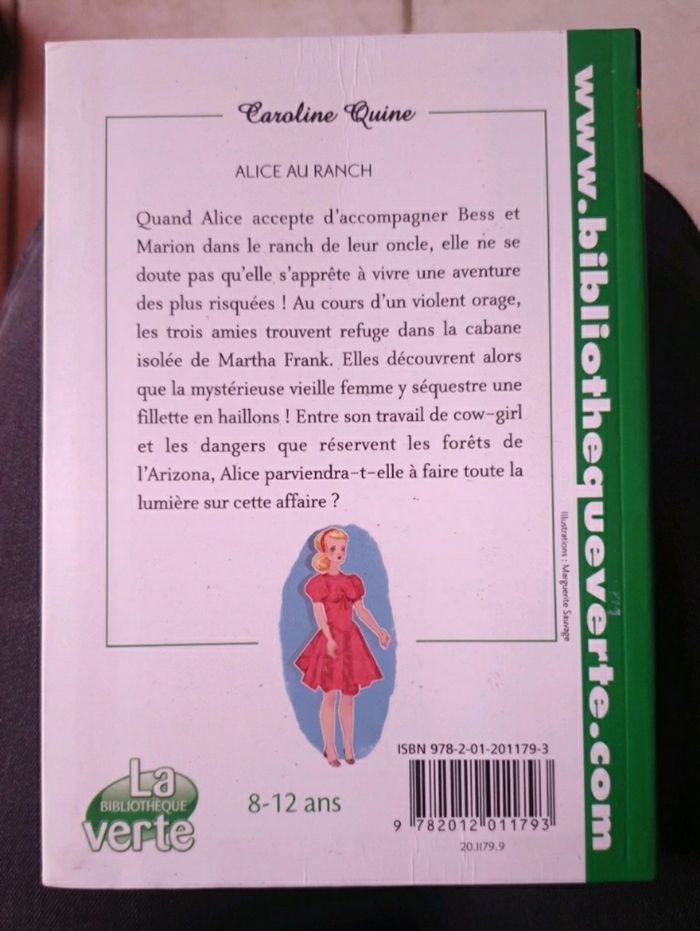 Caroline Quine
ALICE AU RANCH
Quand Alice accepte d'accompagner Bess et
Marion dans le ranch de leur oncle, elle ne se
doute pas qu'elle s'apprête à vivre une aventure
des plus risquées ! Au cours d'un violent orage,
les trois amies trouvent refuge dans la cabane
isolée de Martha Frank. Elles découvrent alors
que la mystérieuse vieille femme y séquestre une
fillette en haillons ! Entre son travail de cow-girl
et les dangers que réservent les forêts de
l'Arizona, Alice parviendra-t-elle à faire toute la
lumière sur cette affaire ?
Illustrations : Marguerite Sauvage
www.bibliothequeverte.com
La
BIBLIOTHÈQUE
verte
8-12 ans
ISBN 978-2-01-201179-3
9 782012 011793
20.1179.9